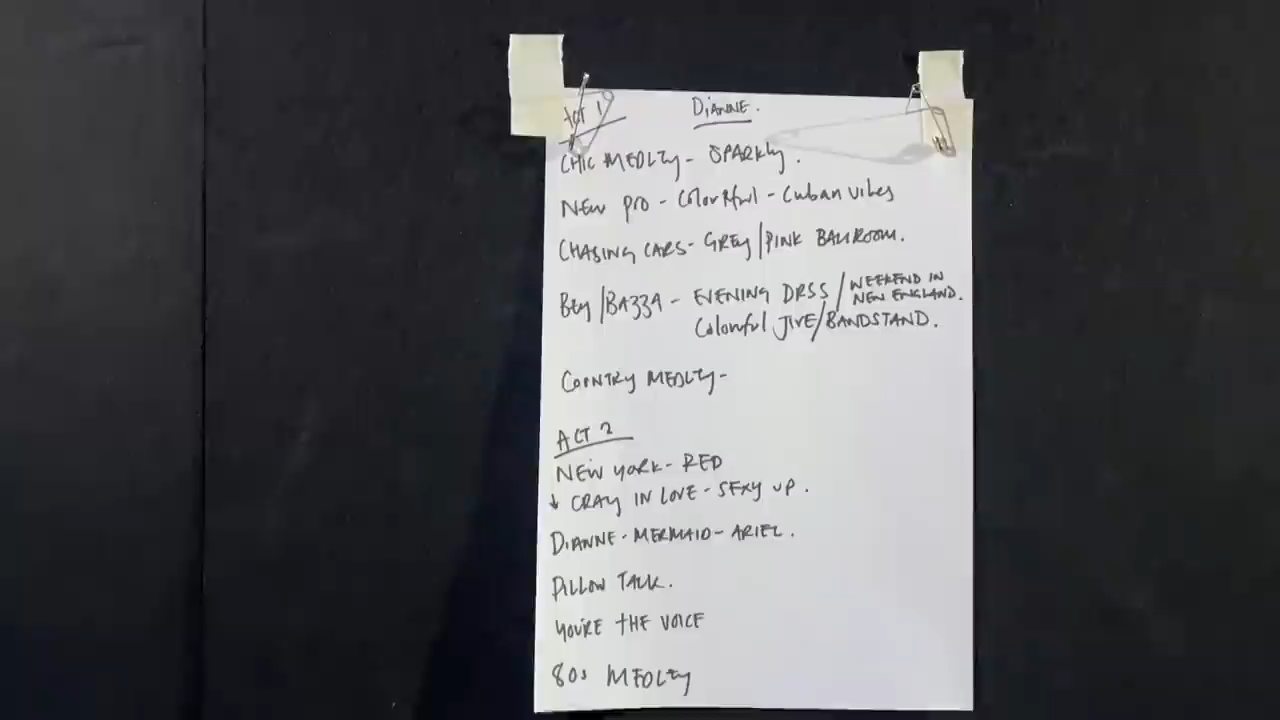 ACT 1
DiANNE.
CHIC MEDLEY - SPARKLY.
NEW pro - Colorful - Cuban vibes
CHASING CARS - GREY/PINK BALLROOM.
BEY/BAZZA - EVENING DRSS / WEEKEND IN NEW ENGLAND.
Colorful JIVE/BANDSTAND.
COUNTRY MEDLEY -
ACT 2
NEW YORK - RED
↓ CRAZY IN LOVE - SEXY UP.
DIANNE - MERMAID - ARIEL.
PILLOW TALK.
YOU'RE THE VOICE
80s MEDLEY